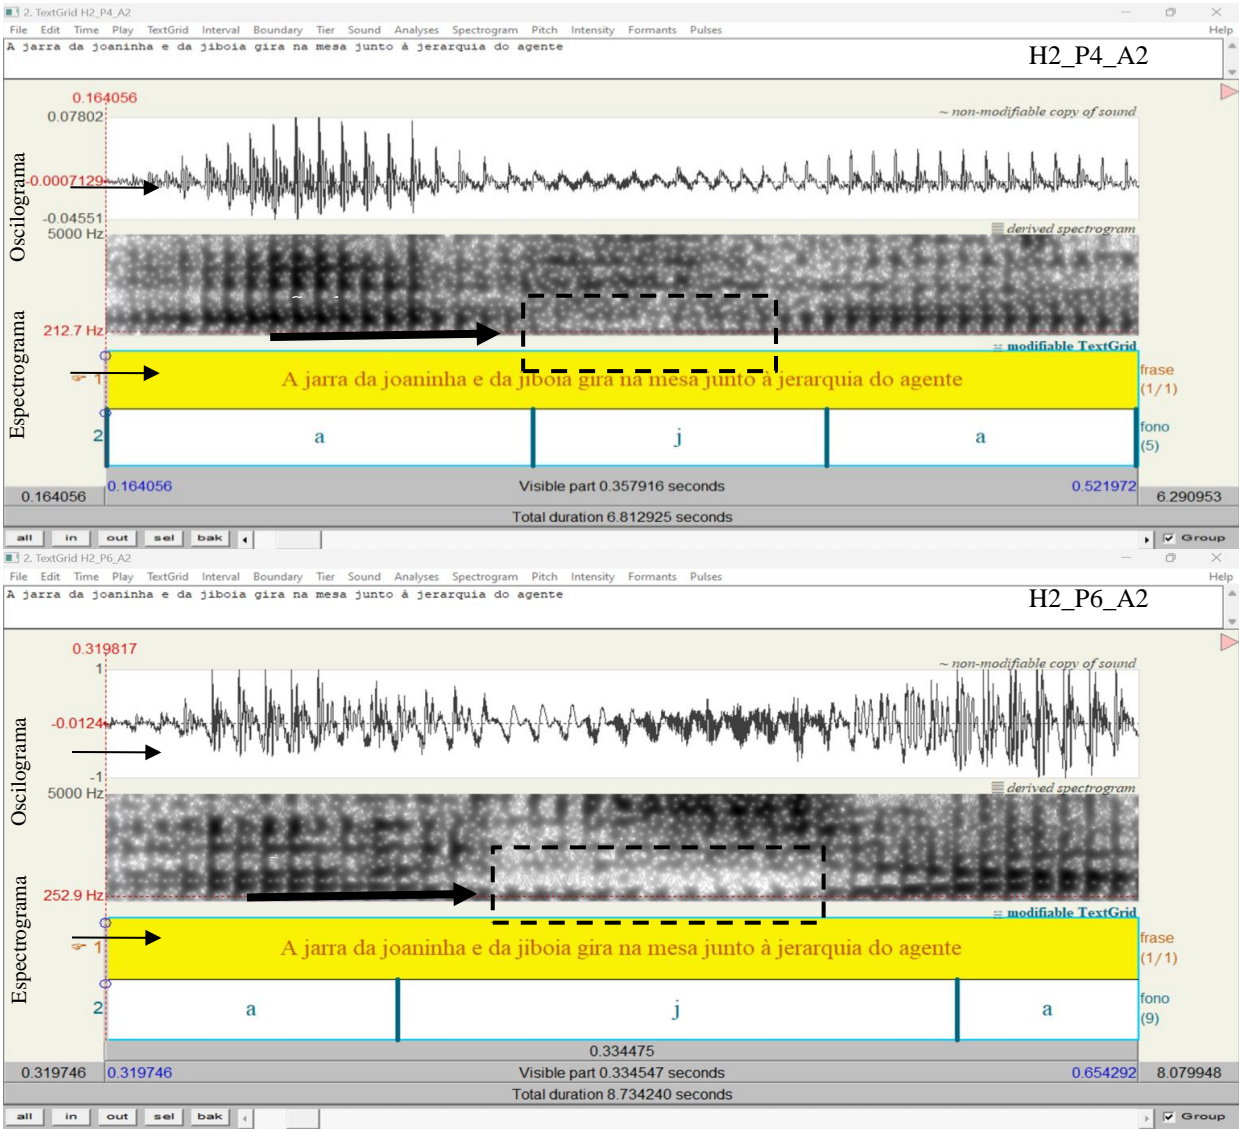 2. TextGrid H2_P4_A2
File Edit Time Play TextGrid Interval Boundary Tier Sound Analyses Spectrogram Pitch Intensity Formants Pulses Help
A jarra da joaninha e da jiboia gira na mesa junto à jerarquia do agente
H2_P4_A2
0.164056
0.07802
~ non-modifiable copy of sound
Oscilograma
-0.0007129
-0.04551
5000 Hz
derived spectrogram
Espectrograma
212.7 Hz
modifiable TextGrid
1 A jarra da joaninha e da jiboia gira na mesa junto à jerarquia do agente frase (1/1)
2 a j a fono (5)
0.164056 0.164056 Visible part 0.357916 seconds 0.521972 6.290953
Total duration 6.812925 seconds
all in out sel bak Group
2. TextGrid H2_P6_A2
File Edit Time Play TextGrid Interval Boundary Tier Sound Analyses Spectrogram Pitch Intensity Formants Pulses Help
A jarra da joaninha e da jiboia gira na mesa junto à jerarquia do agente
H2_P6_A2
0.319817
1
~ non-modifiable copy of sound
Oscilograma
-0.0124
-1
5000 Hz
derived spectrogram
Espectrograma
252.9 Hz
modifiable TextGrid
1 A jarra da joaninha e da jiboia gira na mesa junto à jerarquia do agente frase (1/1)
2 a j a fono (9)
0.334475
0.319746 0.319746 Visible part 0.334547 seconds 0.654292 8.079948
Total duration 8.734240 seconds
all in out sel bak Group